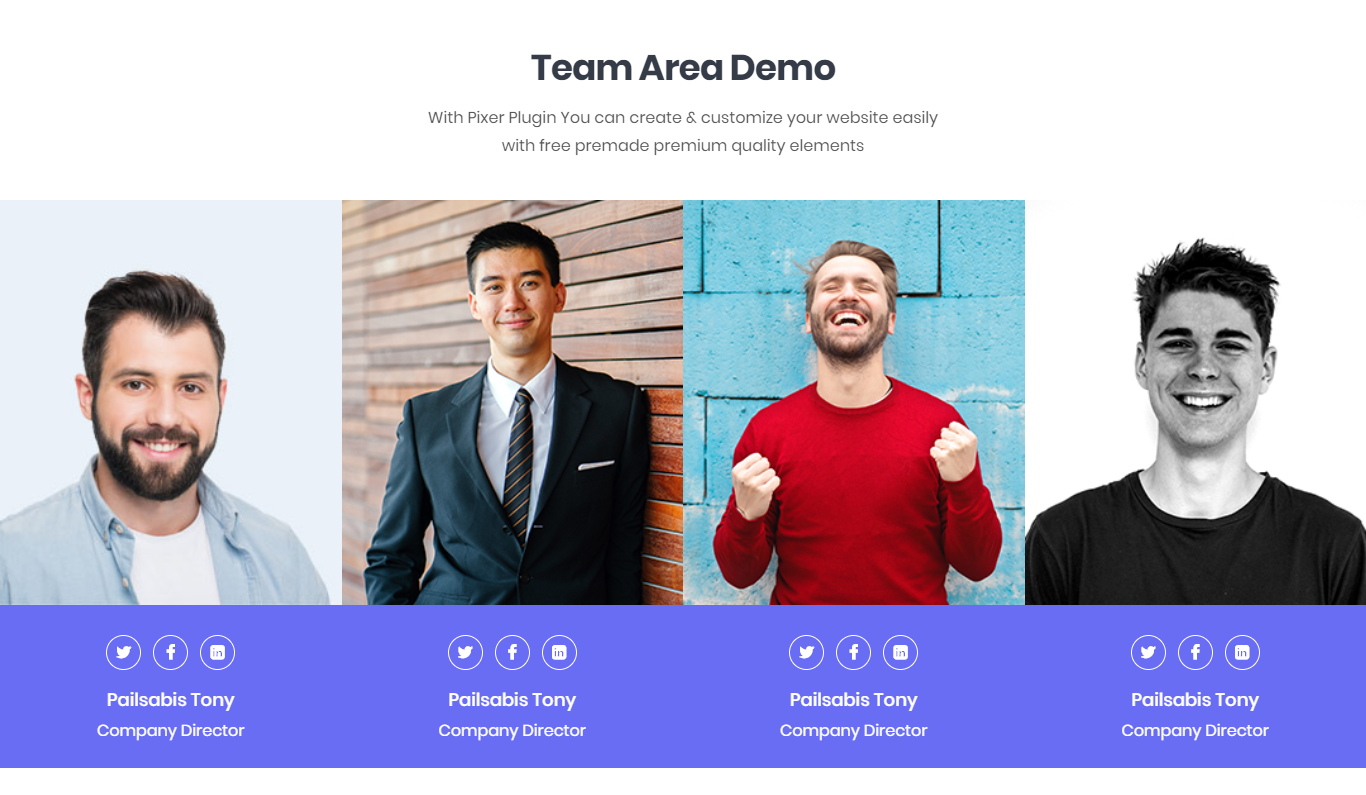 Team Area Demo
With Pixer Plugin You can create & customize your website easily
with free premade premium quality elements
Pailsabis Tony
Company Director
Pailsabis Tony
Company Director
Pailsabis Tony
Company Director
Pailsabis Tony
Company Director